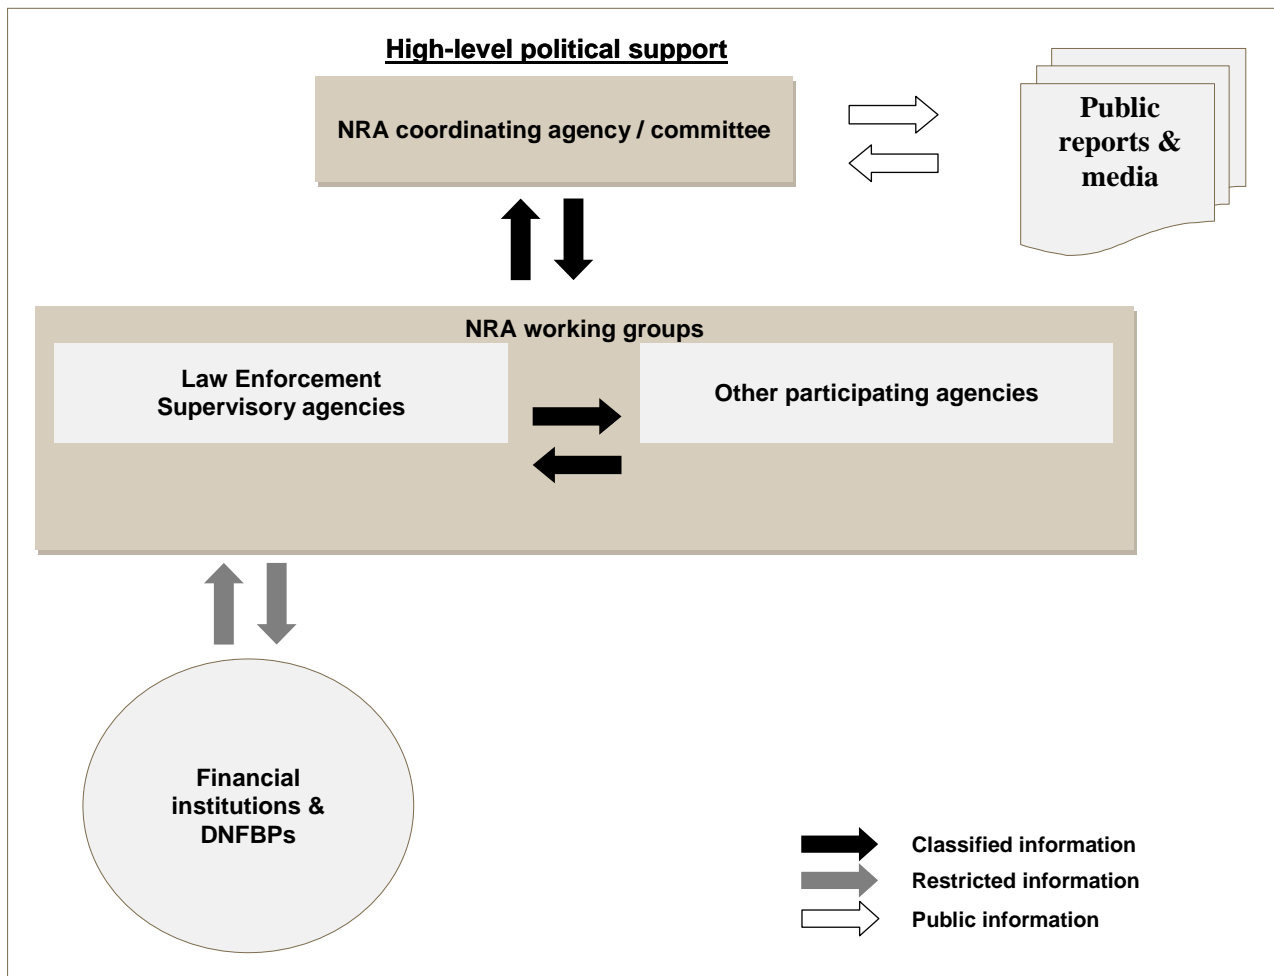 High-level political support
NRA coordinating agency / committee
Public
reports &
media
NRA working groups
Law Enforcement
Supervisory agencies
Other participating agencies
Financial
institutions &
DNFBPs
Classified information
Restricted information
Public information